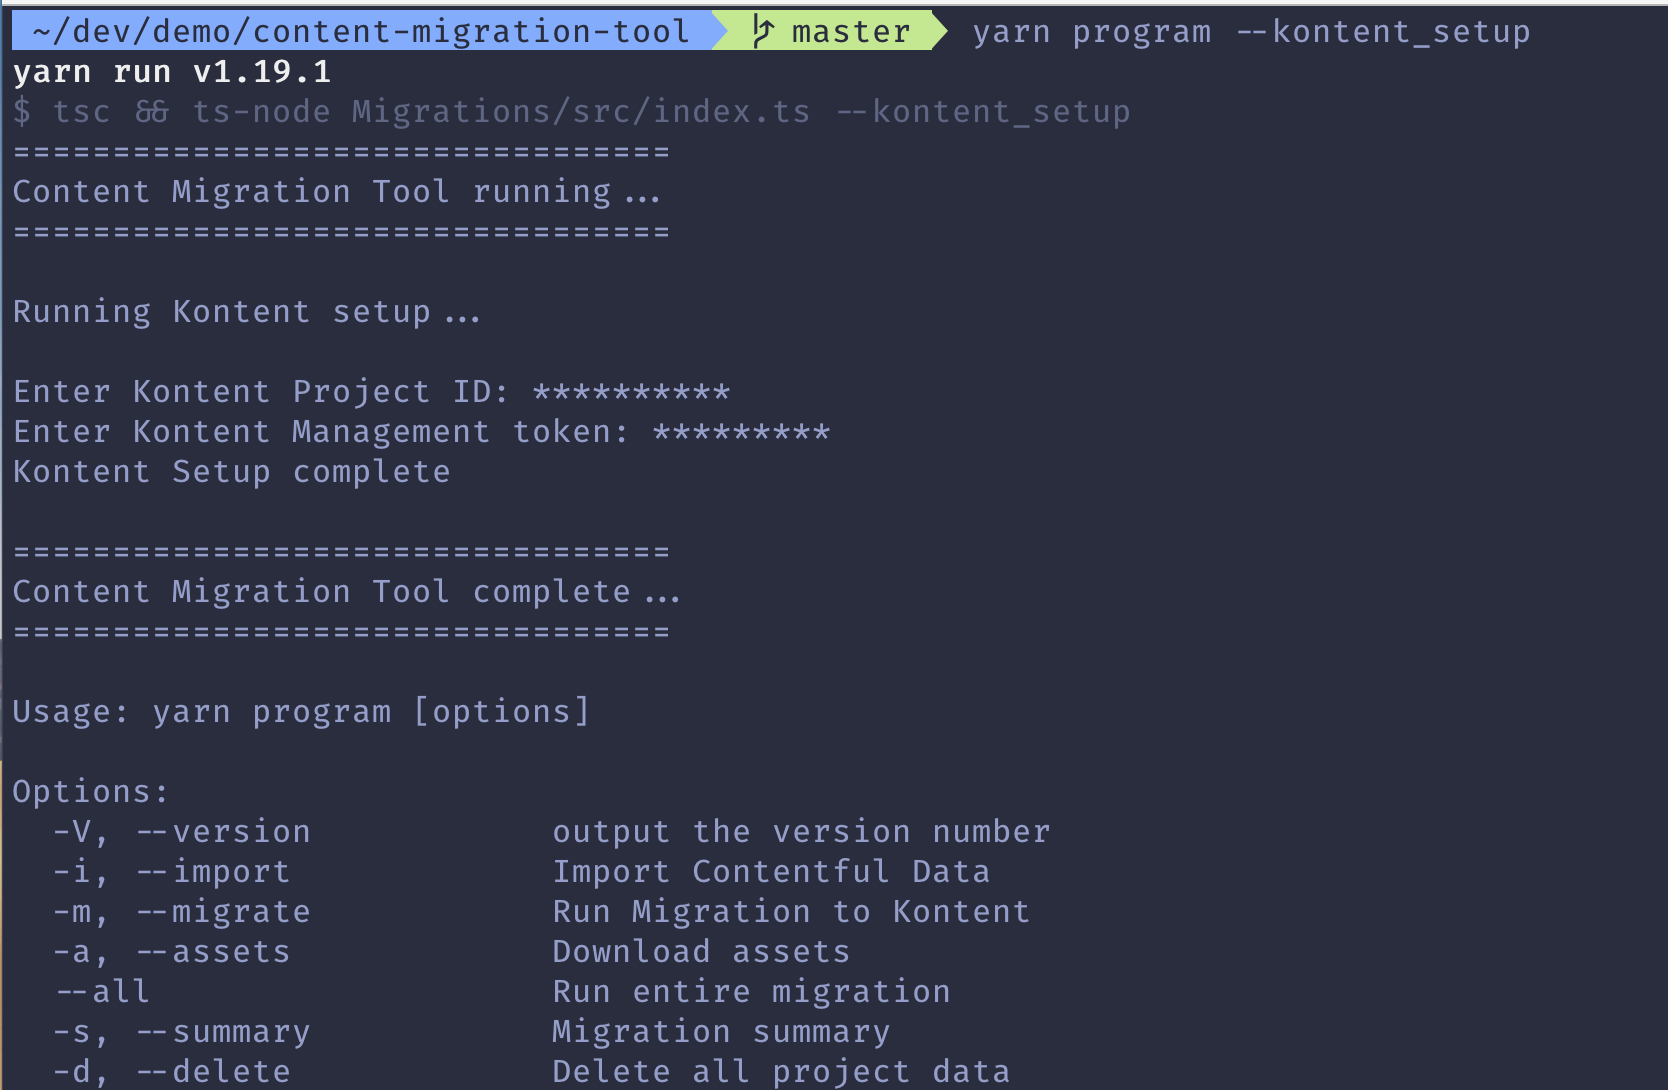 ~/dev/demo/content-migration-tool master yarn program --kontent_setup
yarn run v1.19.1
$ tsc && ts-node Migrations/src/index.ts --kontent_setup
=================================
Content Migration Tool running...
=================================
Running Kontent setup...
Enter Kontent Project ID: **********
Enter Kontent Management token: *********
Kontent Setup complete
=================================
Content Migration Tool complete...
=================================
Usage: yarn program [options]
Options:
-V, --version output the version number
-i, --import Import Contentful Data
-m, --migrate Run Migration to Kontent
-a, --assets Download assets
--all Run entire migration
-s, --summary Migration summary
-d, --delete Delete all project data